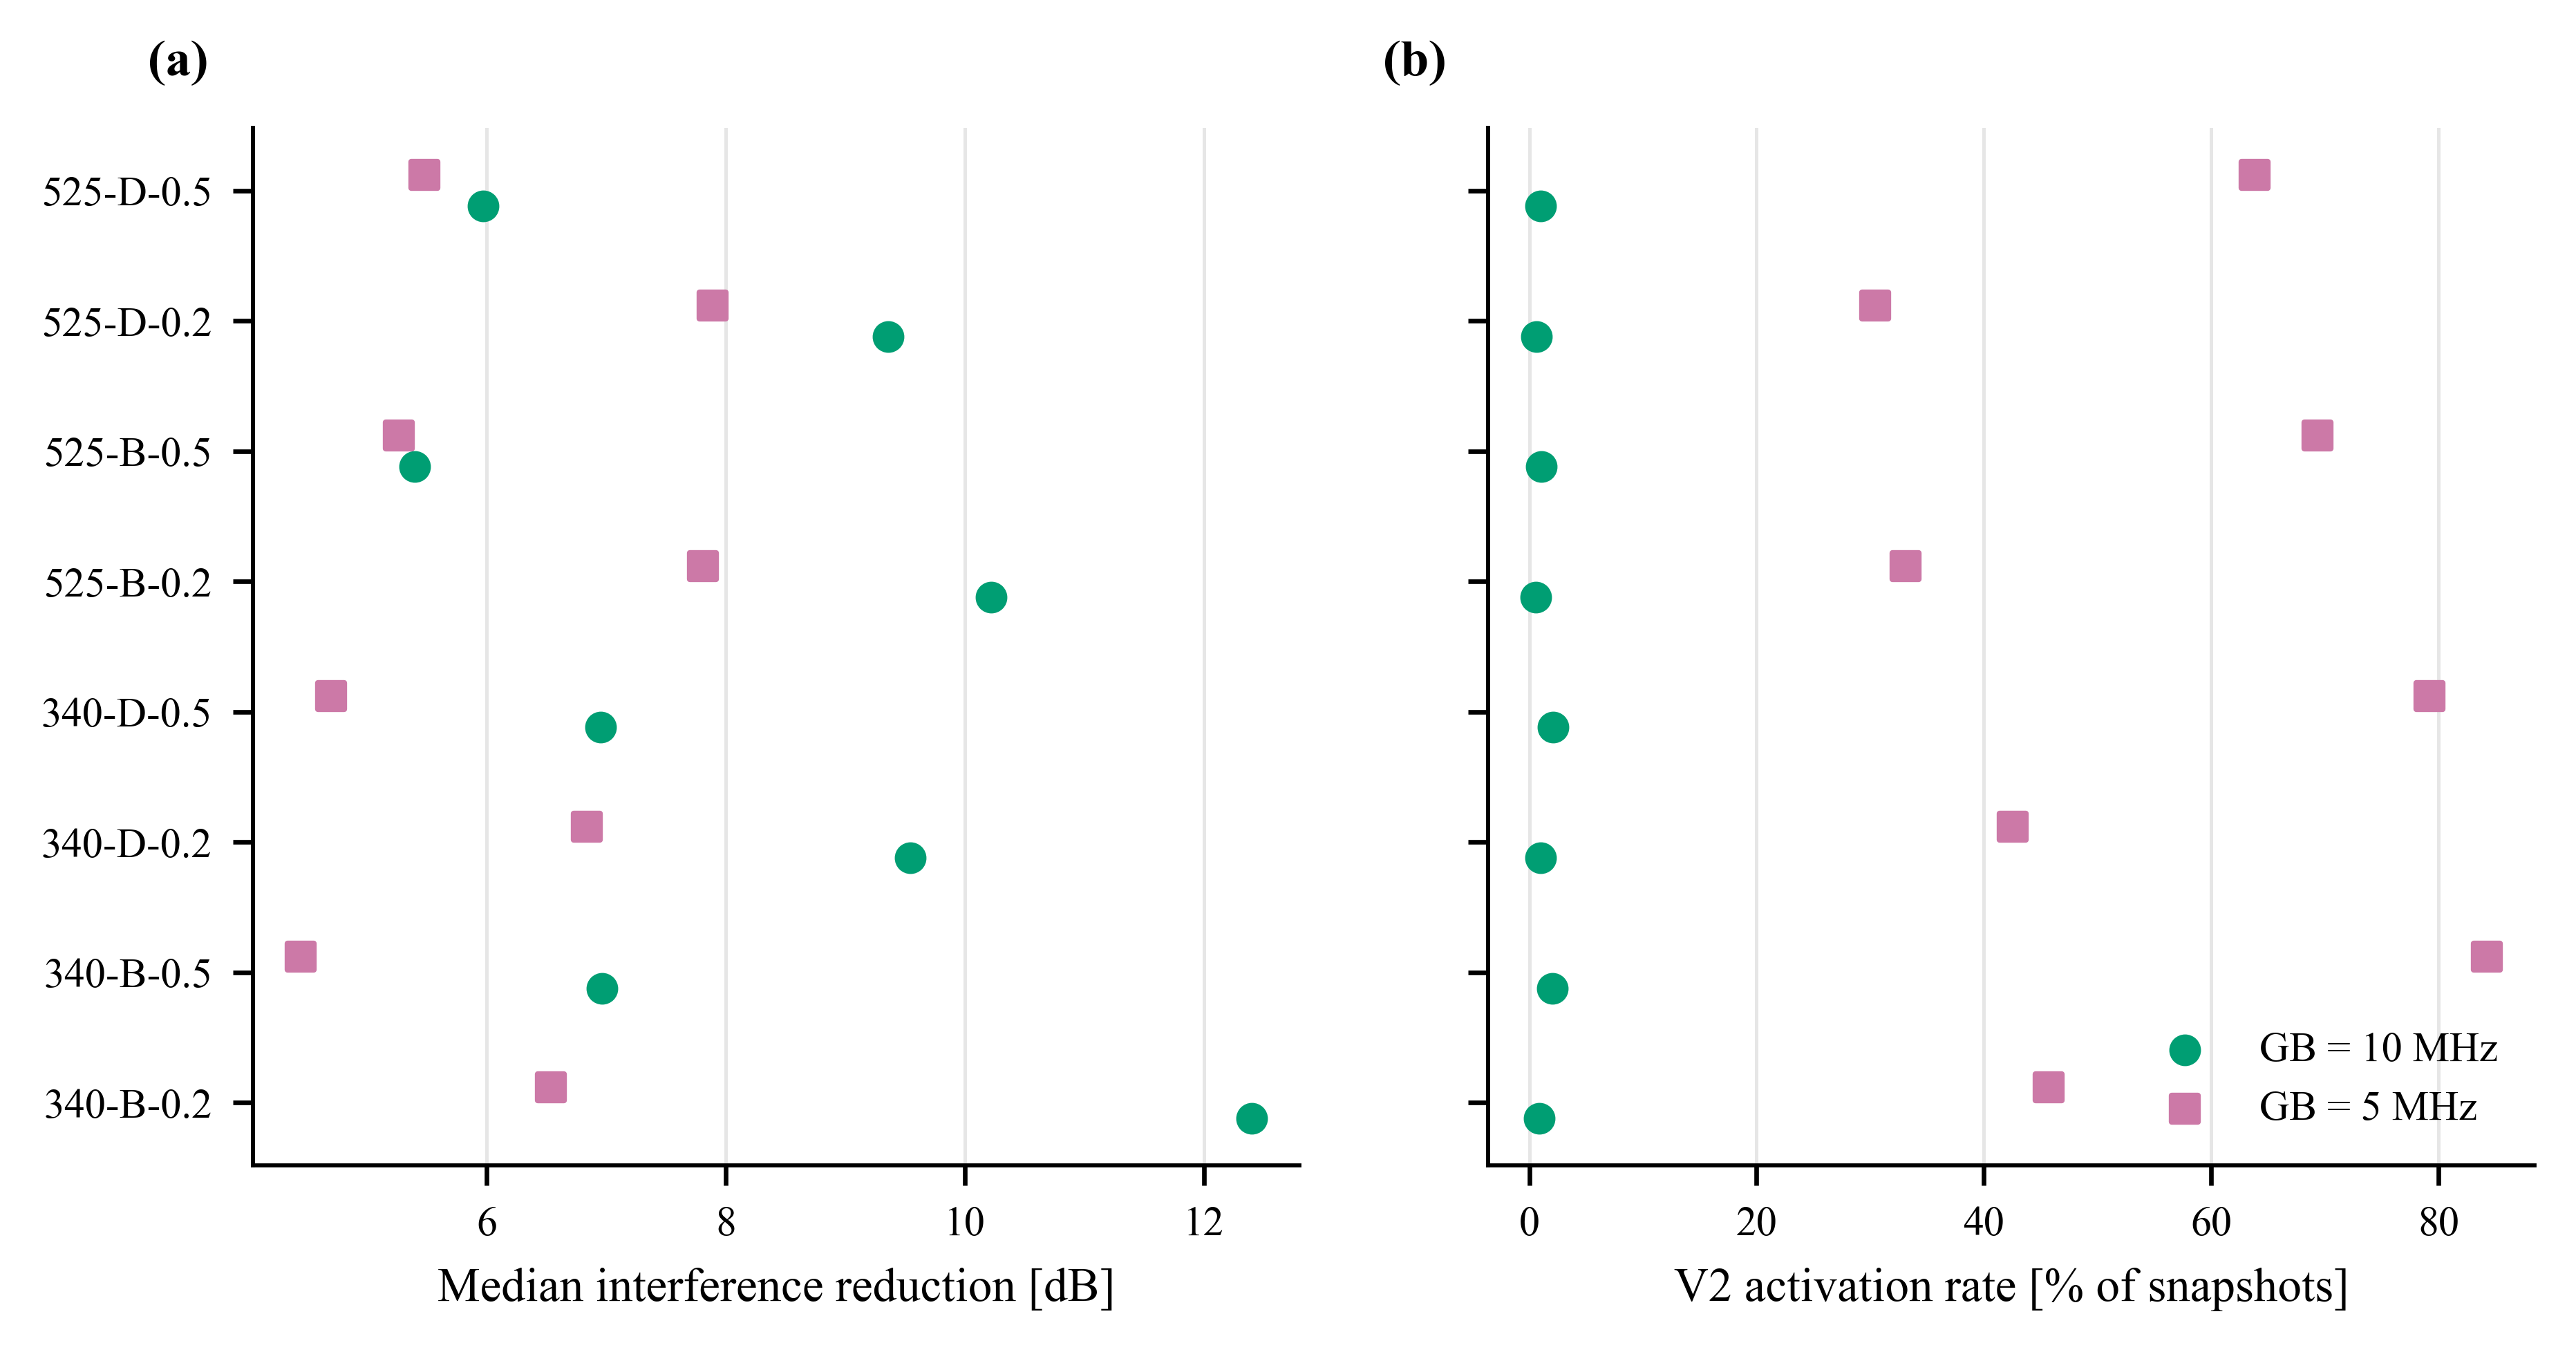 (a)
525-D-0.5
525-D-0.2
525-B-0.5
525-B-0.2
340-D-0.5
340-D-0.2
340-B-0.5
340-B-0.2
6 8 10 12
Median interference reduction [dB]
(b)
GB = 10 MHz
GB = 5 MHz
0 20 40 60 80
V2 activation rate [% of snapshots]